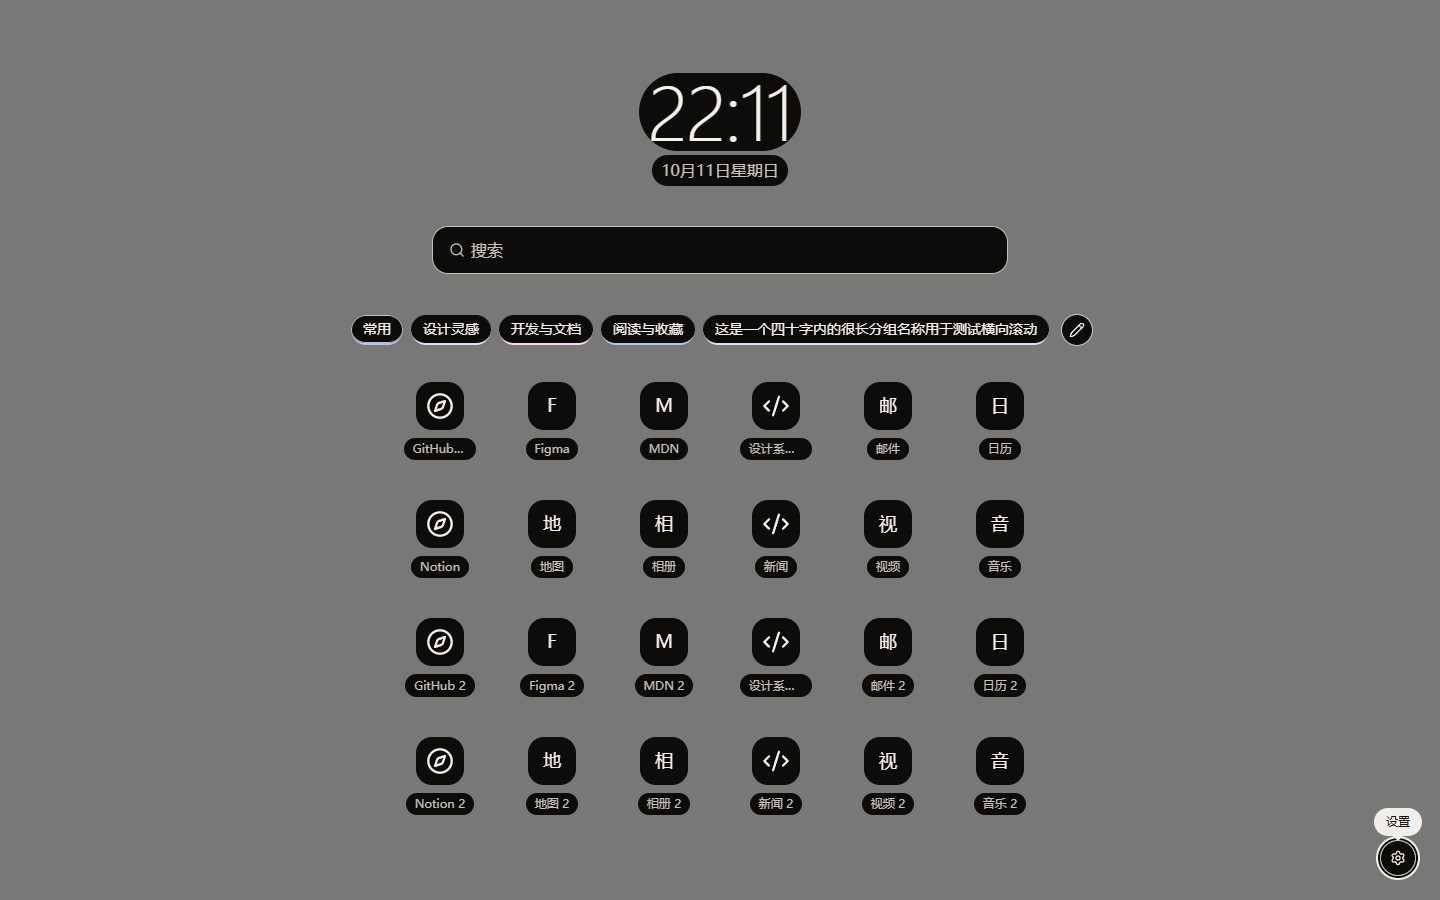 22:11
10月11日星期日
搜索
常用 设计灵感 开发与文档 阅读与收藏 这是一个四十字内的很长分组名称用于测试横向滚动
F M 邮 日
GitHub... Figma MDN 设计系... 邮件 日历
地 相 视 音
Notion 地图 相册 新闻 视频 音乐
F M 邮 日
GitHub 2 Figma 2 MDN 2 设计系... 邮件 2 日历 2
地 相 视 音
Notion 2 地图 2 相册 2 新闻 2 视频 2 音乐 2
设置